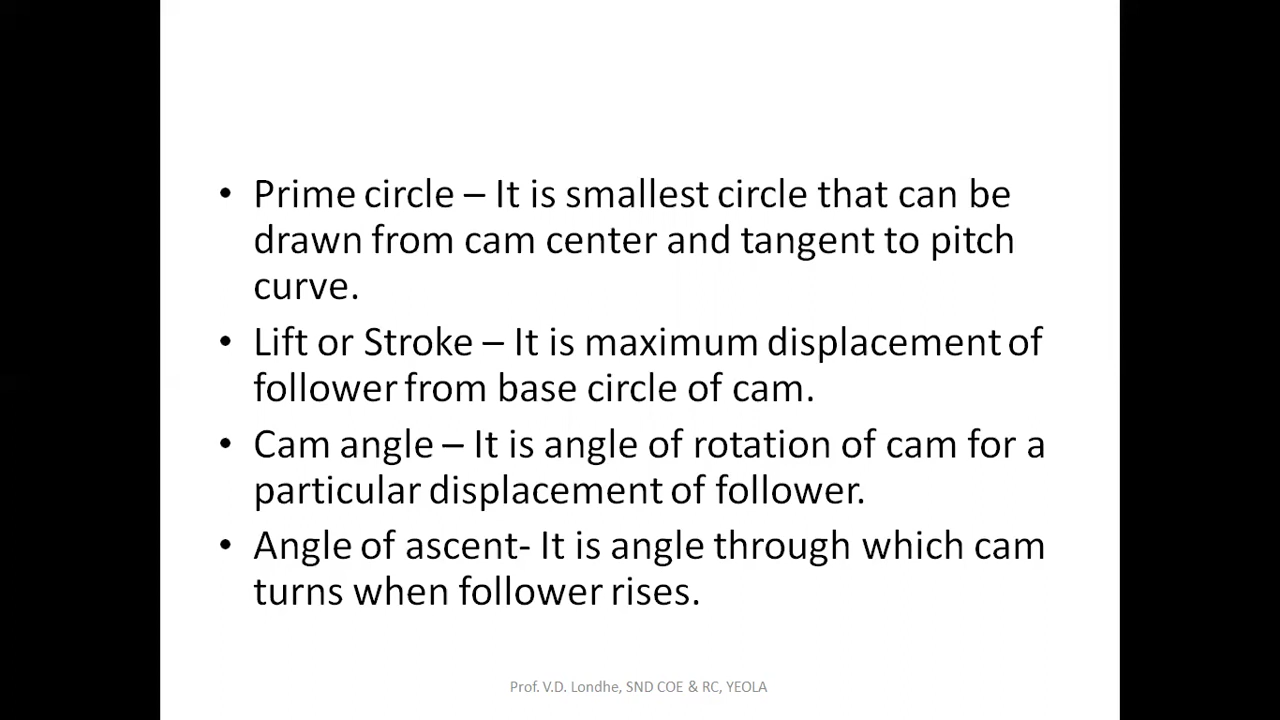 • Prime circle – It is smallest circle that can be
drawn from cam center and tangent to pitch
curve.
• Lift or Stroke – It is maximum displacement of
follower from base circle of cam.
• Cam angle – It is angle of rotation of cam for a
particular displacement of follower.
• Angle of ascent- It is angle through which cam
turns when follower rises.
Prof. V.D. Londhe, SND COE & RC, YEOLA